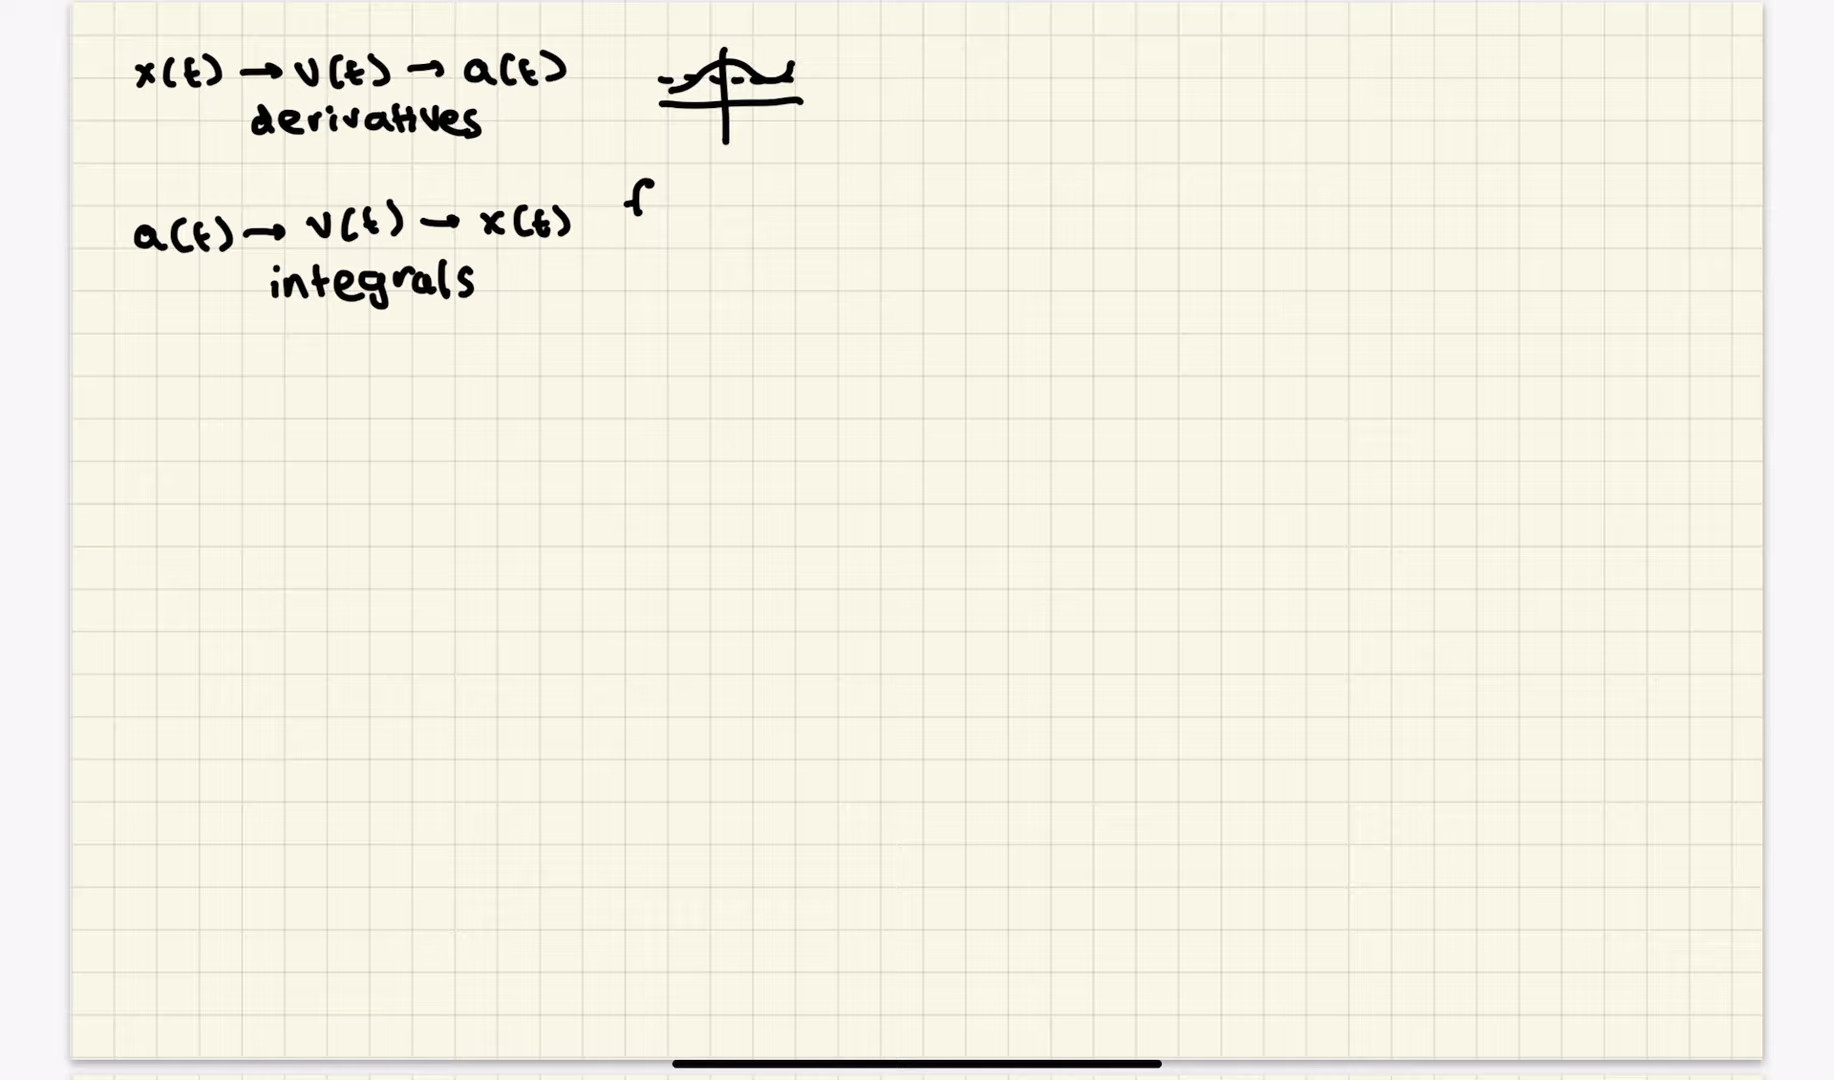 x(t) → v(t) → a(t)
derivatives
a(t) → v(t) → x(t) f
integrals